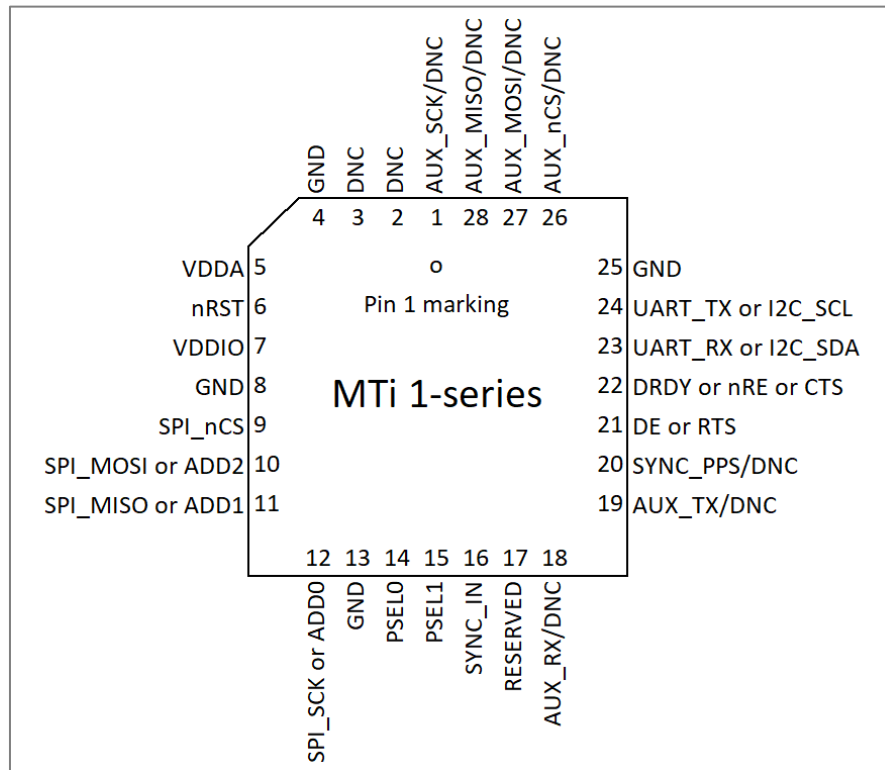 GND
DNC
DNC
AUX_SCK/DNC
AUX_MISO/DNC
AUX_MOSI/DNC
AUX_nCS/DNC
4 3 2 1 28 27 26
VDDA 5
o
25 GND
nRST 6
Pin 1 marking
24 UART_TX or I2C_SCL
VDDIO 7
23 UART_RX or I2C_SDA
GND 8
MTi 1-series
22 DRDY or nRE or CTS
SPI_nCS 9
21 DE or RTS
SPI_MOSI or ADD2 10
20 SYNC_PPS/DNC
SPI_MISO or ADD1 11
19 AUX_TX/DNC
12 13 14 15 16 17 18
SPI_SCK or ADD0
GND
PSEL0
PSEL1
SYNC_IN
RESERVED
AUX_RX/DNC